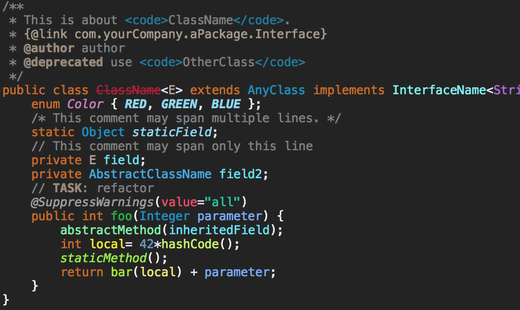 /**
 * This is about <code>ClassName</code>.
 * {@link com.yourCompany.aPackage.Interface}
 * @author author
 * @deprecated use <code>OtherClass</code>
 */
public class ClassName<E> extends AnyClass implements InterfaceName<Stri
    enum Color { RED, GREEN, BLUE };
    /* This comment may span multiple lines. */
    static Object staticField;
    // This comment may span only this line
    private E field;
    private AbstractClassName field2;
    // TASK: refactor
    @SuppressWarnings(value="all")
    public int foo(Integer parameter) {
        abstractMethod(inheritedField);
        int local= 42*hashCode();
        staticMethod();
        return bar(local) + parameter;
    }
}